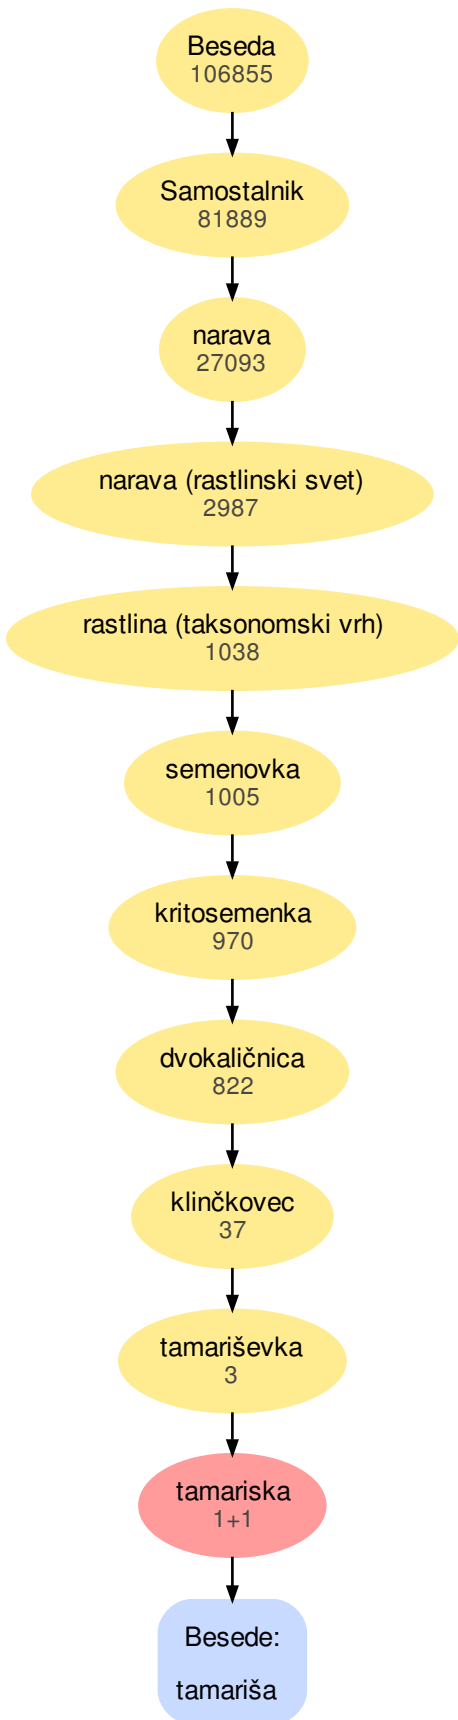 Beseda
106855
Samostalnik
81889
narava
27093
narava (rastlinski svet)
2987
rastlina (taksonomski vrh)
1038
semenovka
1005
kritosemenka
970
dvokaličnica
822
klinčkovec
37
tamariševka
3
tamariska
1+1
Besede:
tamariša